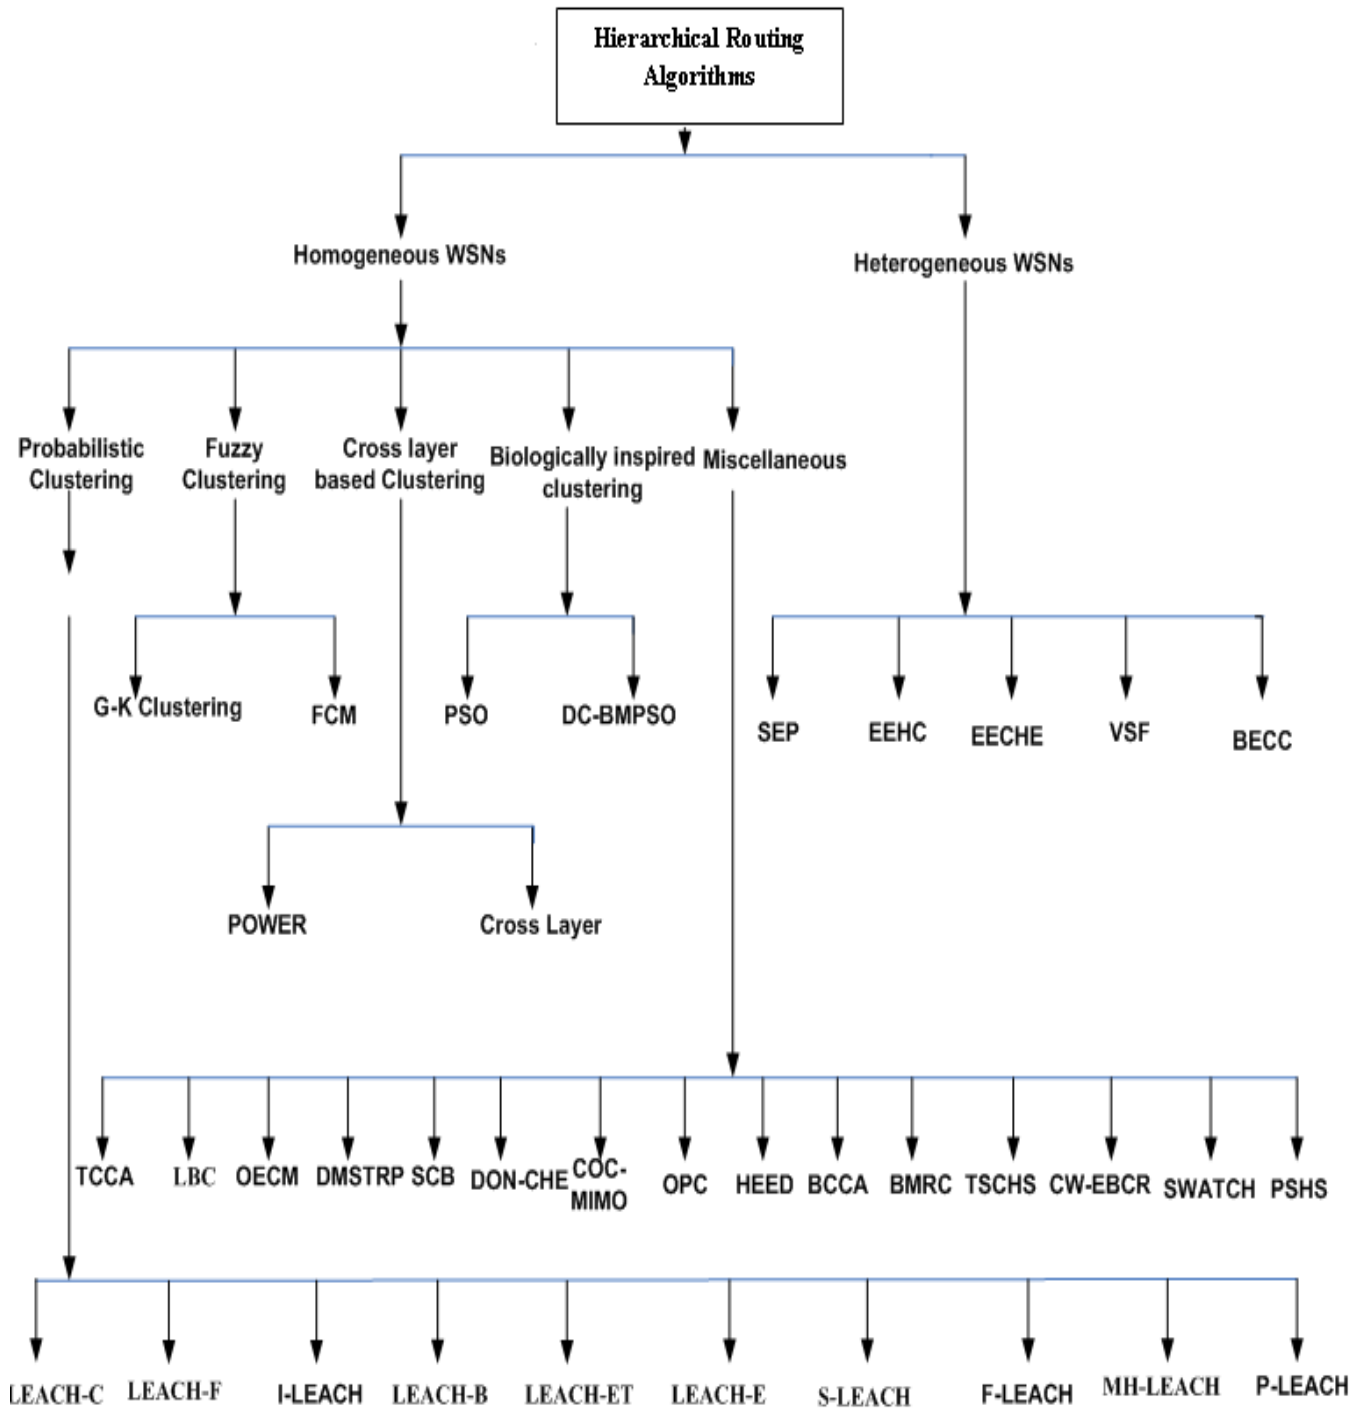 Hierarchical Routing
Algorithms
Homogeneous WSNs
Heterogeneous WSNs
Probabilistic
Clustering
Fuzzy
Clustering
Cross layer
based Clustering
Biologically inspired
clustering
Miscellaneous
G-K Clustering
FCM
PSO
DC-BMPSO
SEP
EEHC
EECHE
VSF
BECC
POWER
Cross Layer
TCCA
LBC
OECM
DMSTRP
SCB
DON-CHE
COC-
MIMO
OPC
HEED
BCCA
BMRC
TSCHS
CW-EBCR
SWATCH
PSHS
LEACH-C
LEACH-F
I-LEACH
LEACH-B
LEACH-ET
LEACH-E
S-LEACH
F-LEACH
MH-LEACH
P-LEACH